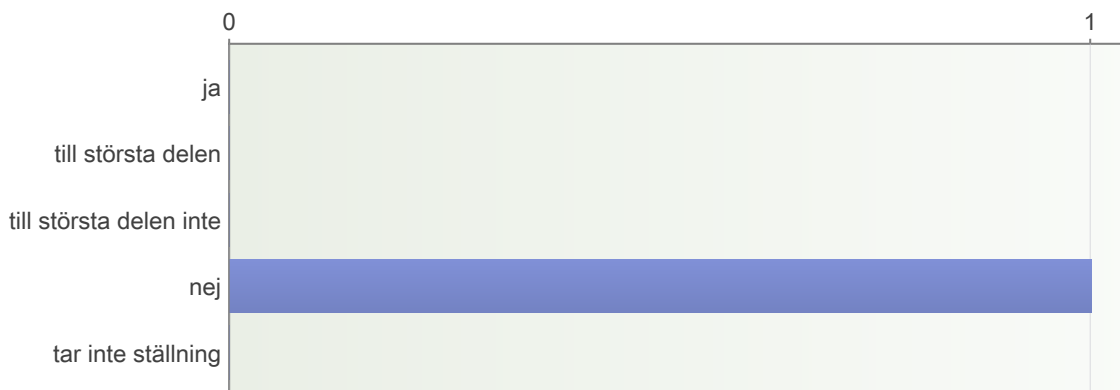 0 1
ja
till största delen
till största delen inte
nej
tar inte ställning